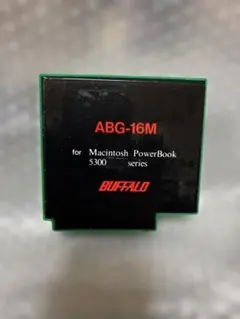 ABG-16M
for Macintosh PowerBook
5300 series
BUFFALO